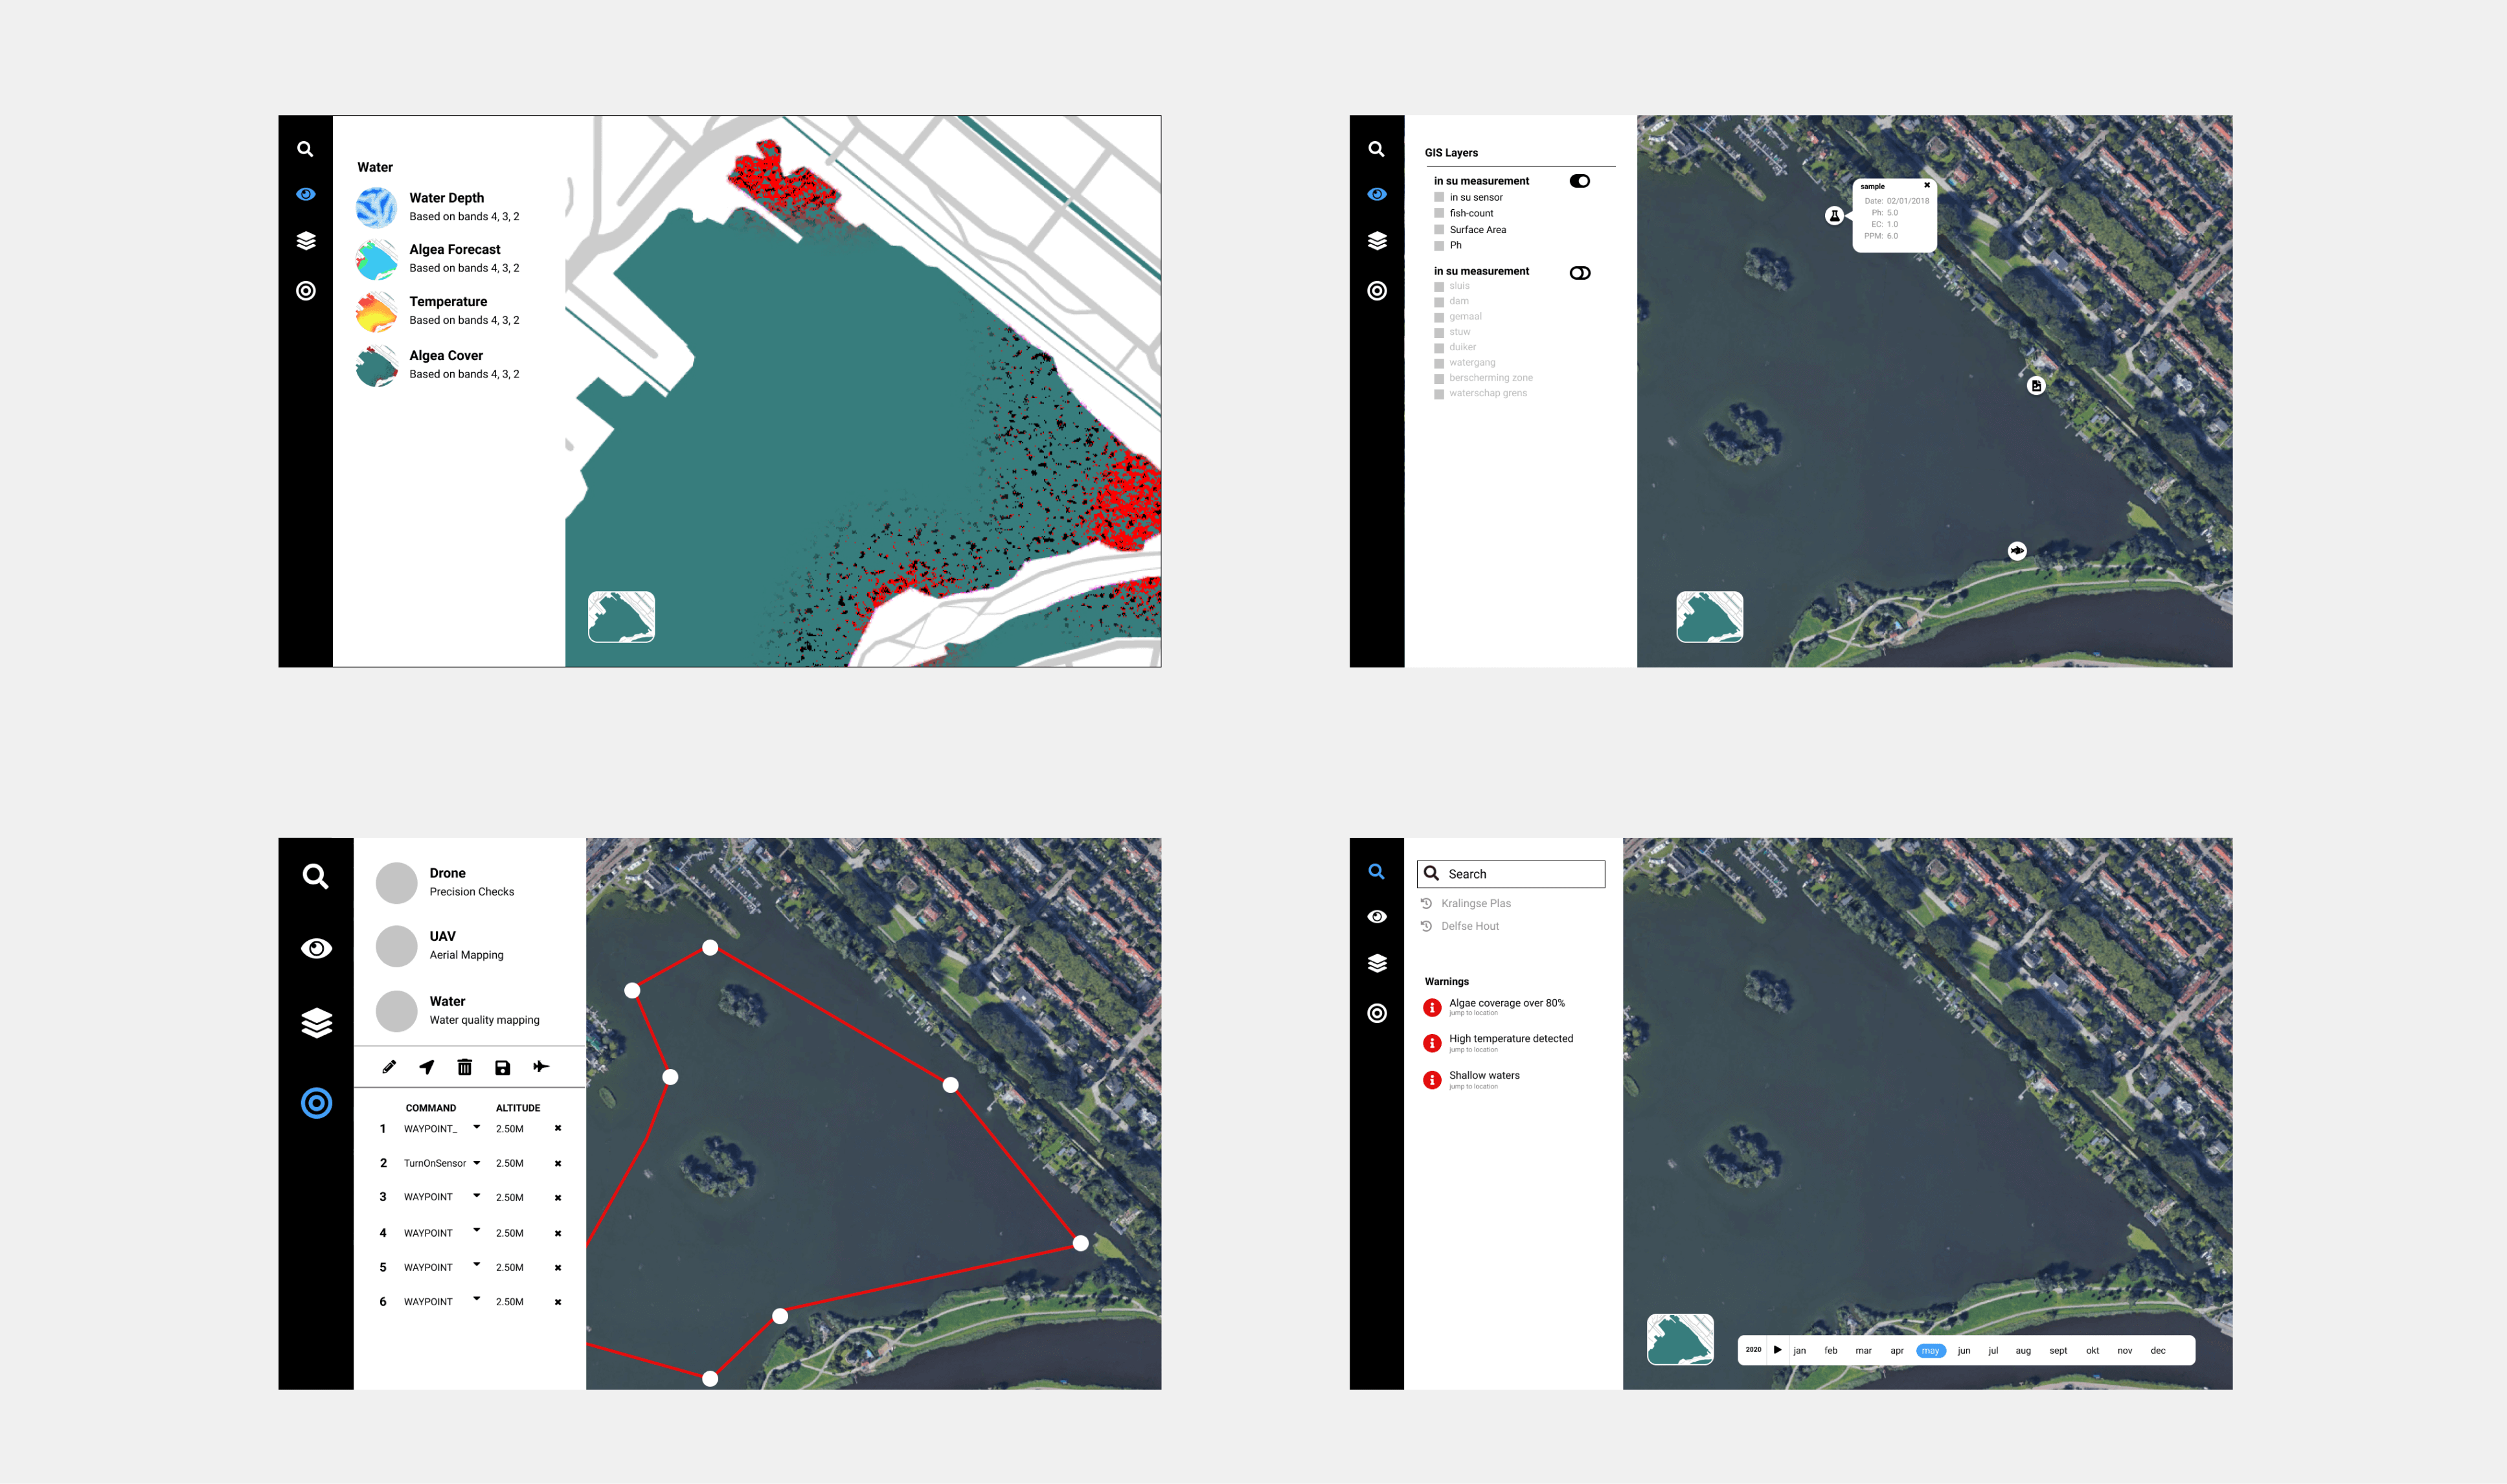 Water
Water Depth
Based on bands 4, 3, 2
Algea Forecast
Based on bands 4, 3, 2
Temperature
Based on bands 4, 3, 2
Algea Cover
Based on bands 4, 3, 2
GIS Layers
in su measurement
in su sensor
fish-count
Surface Area
Ph
in su measurement
sluis
dam
gemaal
stuw
duiker
watergang
berscherming zone
waterschap grens
sample
Date: 02/01/2018
Ph: 5.0
EC: 1.0
PPM: 6.0
Drone
Precision Checks
UAV
Aerial Mapping
Water
Water quality mapping
COMMAND ALTITUDE
1 WAYPOINT_ 2.50M
2 TurnOnSensor 2.50M
3 WAYPOINT 2.50M
4 WAYPOINT 2.50M
5 WAYPOINT 2.50M
6 WAYPOINT 2.50M
Search
Kralingse Plas
Delfse Hout
Warnings
Algae coverage over 80%
jump to location
High temperature detected
jump to location
Shallow waters
jump to location
2020 jan feb mar apr may jun jul aug sept okt nov dec